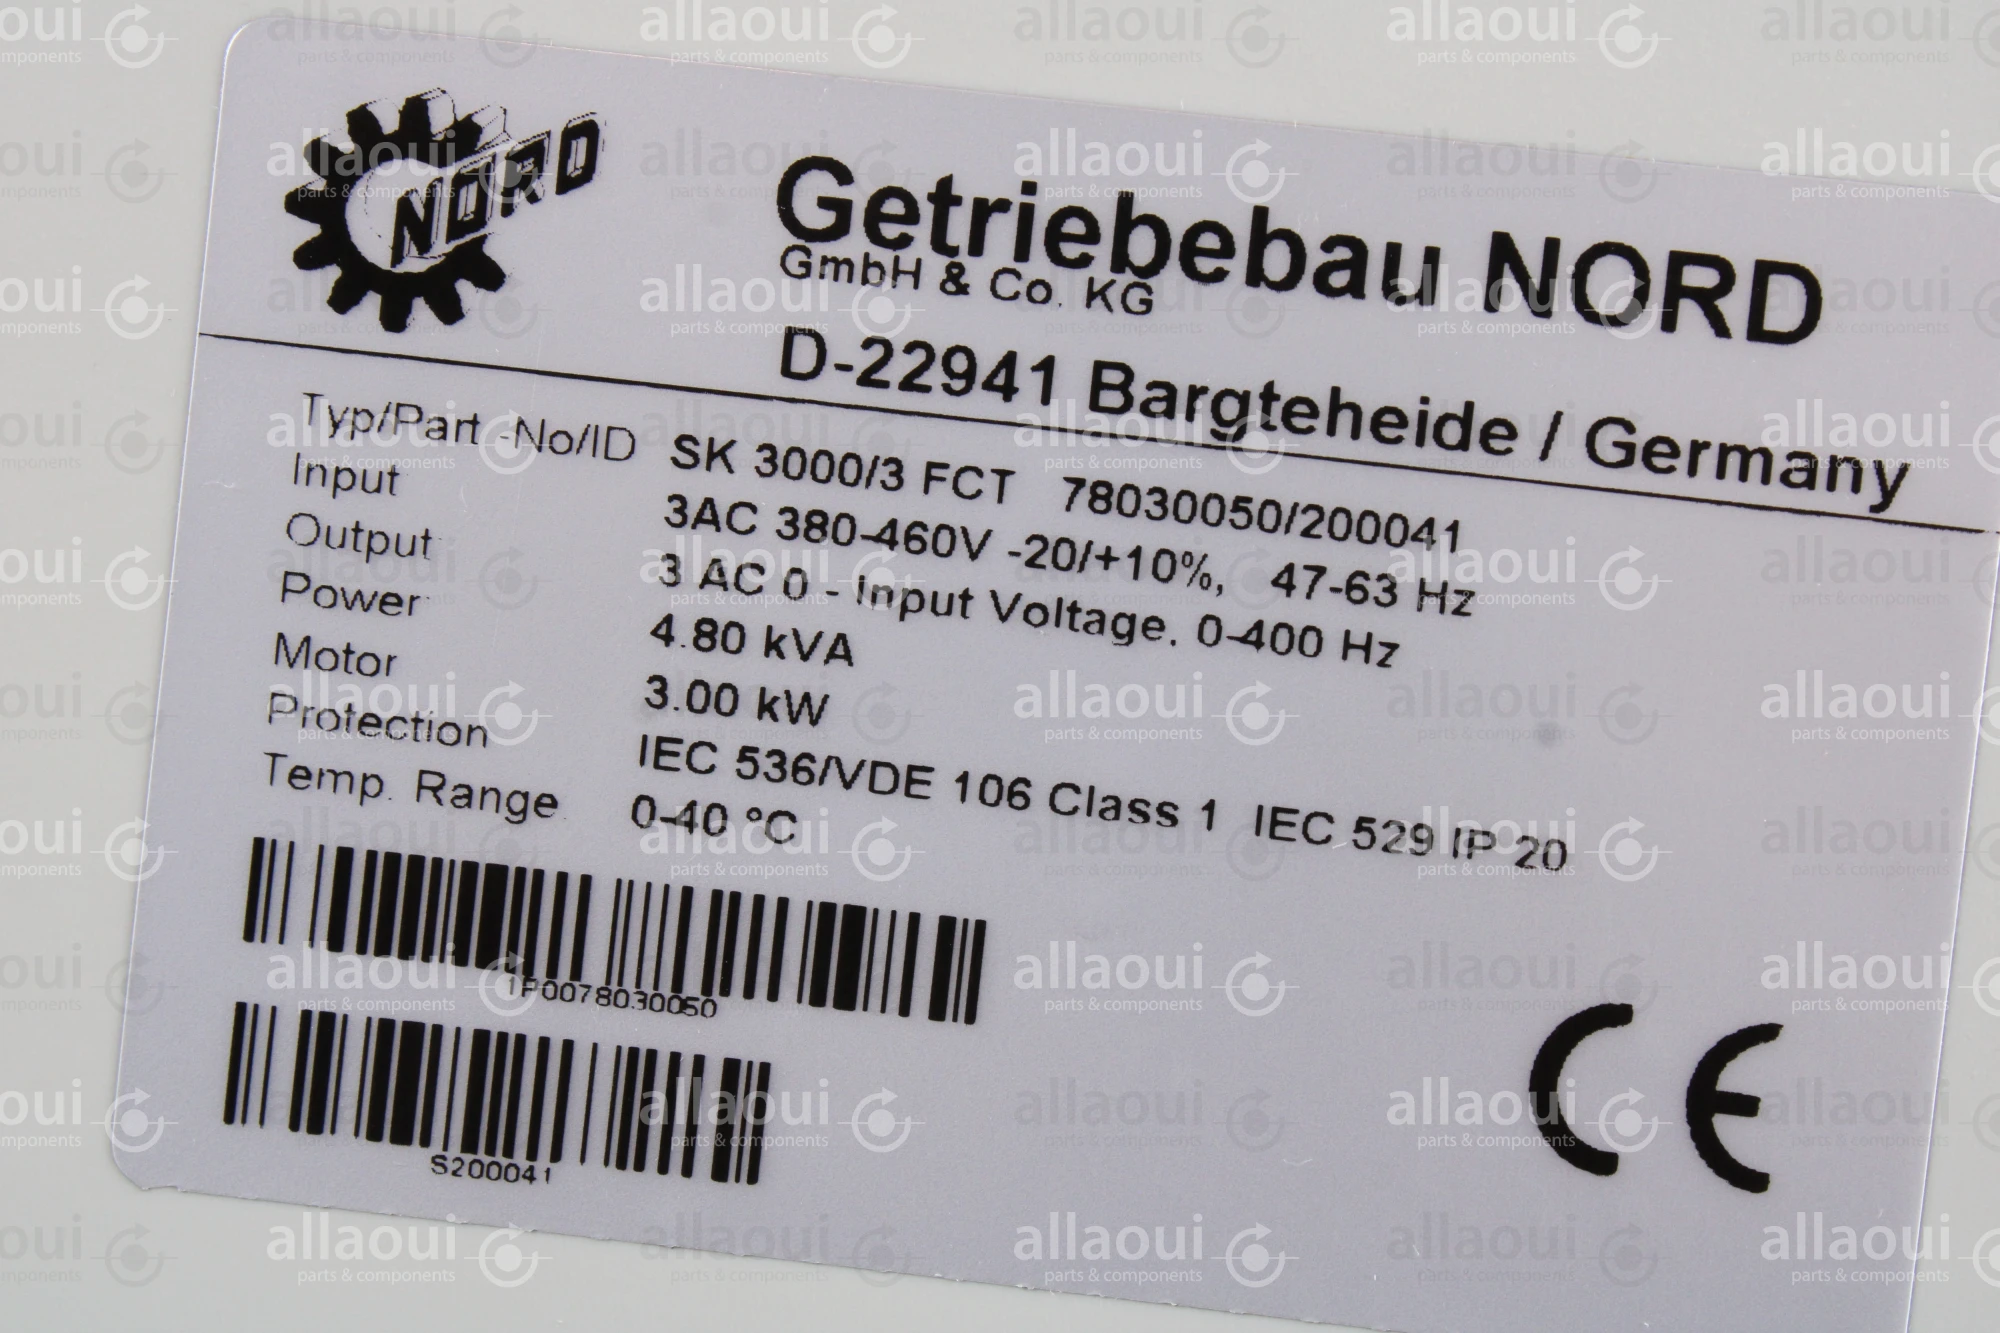 NORD
Getriebebau NORD
GmbH & Co. KG
D-22941 Bargteheide / Germany
Typ/Part -No/ID SK 3000/3 FCT 78030050/200041
Input 3AC 380-460V -20/+10%, 47-63 Hz
Output 3 AC 0 - Input Voltage, 0-400 Hz
Power 4.80 kVA
Motor 3.00 kW
Protection IEC 536/VDE 106 Class 1 IEC 529 IP 20
Temp. Range 0-40 °C
1P0078030050
S200041
CE
allaoui
parts & components